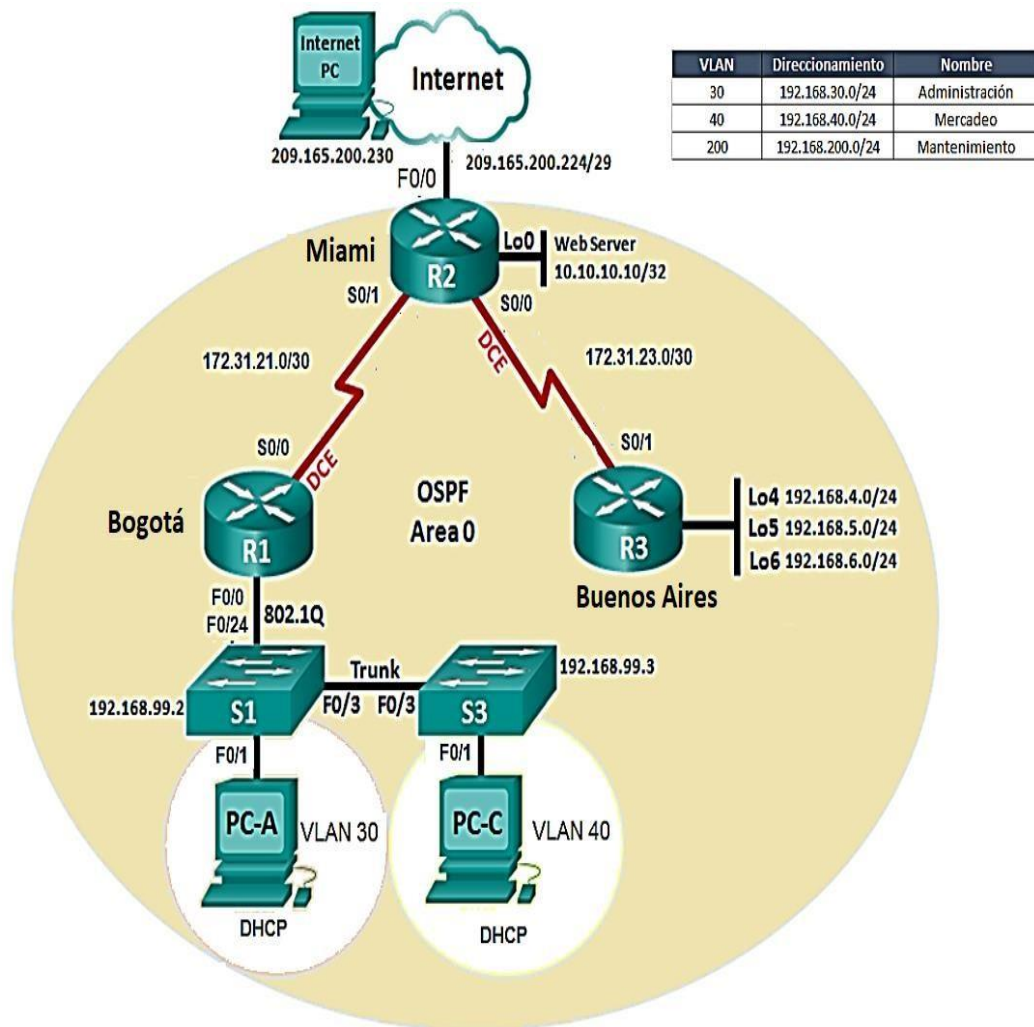 Internet
PC
Internet
209.165.200.230
209.165.200.224/29
F0/0
VLAN Direccionamiento Nombre
30 192.168.30.0/24 Administración
40 192.168.40.0/24 Mercadeo
200 192.168.200.0/24 Mantenimiento
Miami
R2
Lo0
Web Server
10.10.10.10/32
S0/1
S0/0
DCE
172.31.21.0/30
172.31.23.0/30
S0/0
DCE
S0/1
OSPF
Area 0
Bogotá
R1
R3
Buenos Aires
Lo4 192.168.4.0/24
Lo5 192.168.5.0/24
Lo6 192.168.6.0/24
F0/0
F0/24
802.1Q
Trunk
192.168.99.3
192.168.99.2
S1
F0/3
F0/3
S3
F0/1
F0/1
PC-A
VLAN 30
PC-C
VLAN 40
DHCP
DHCP